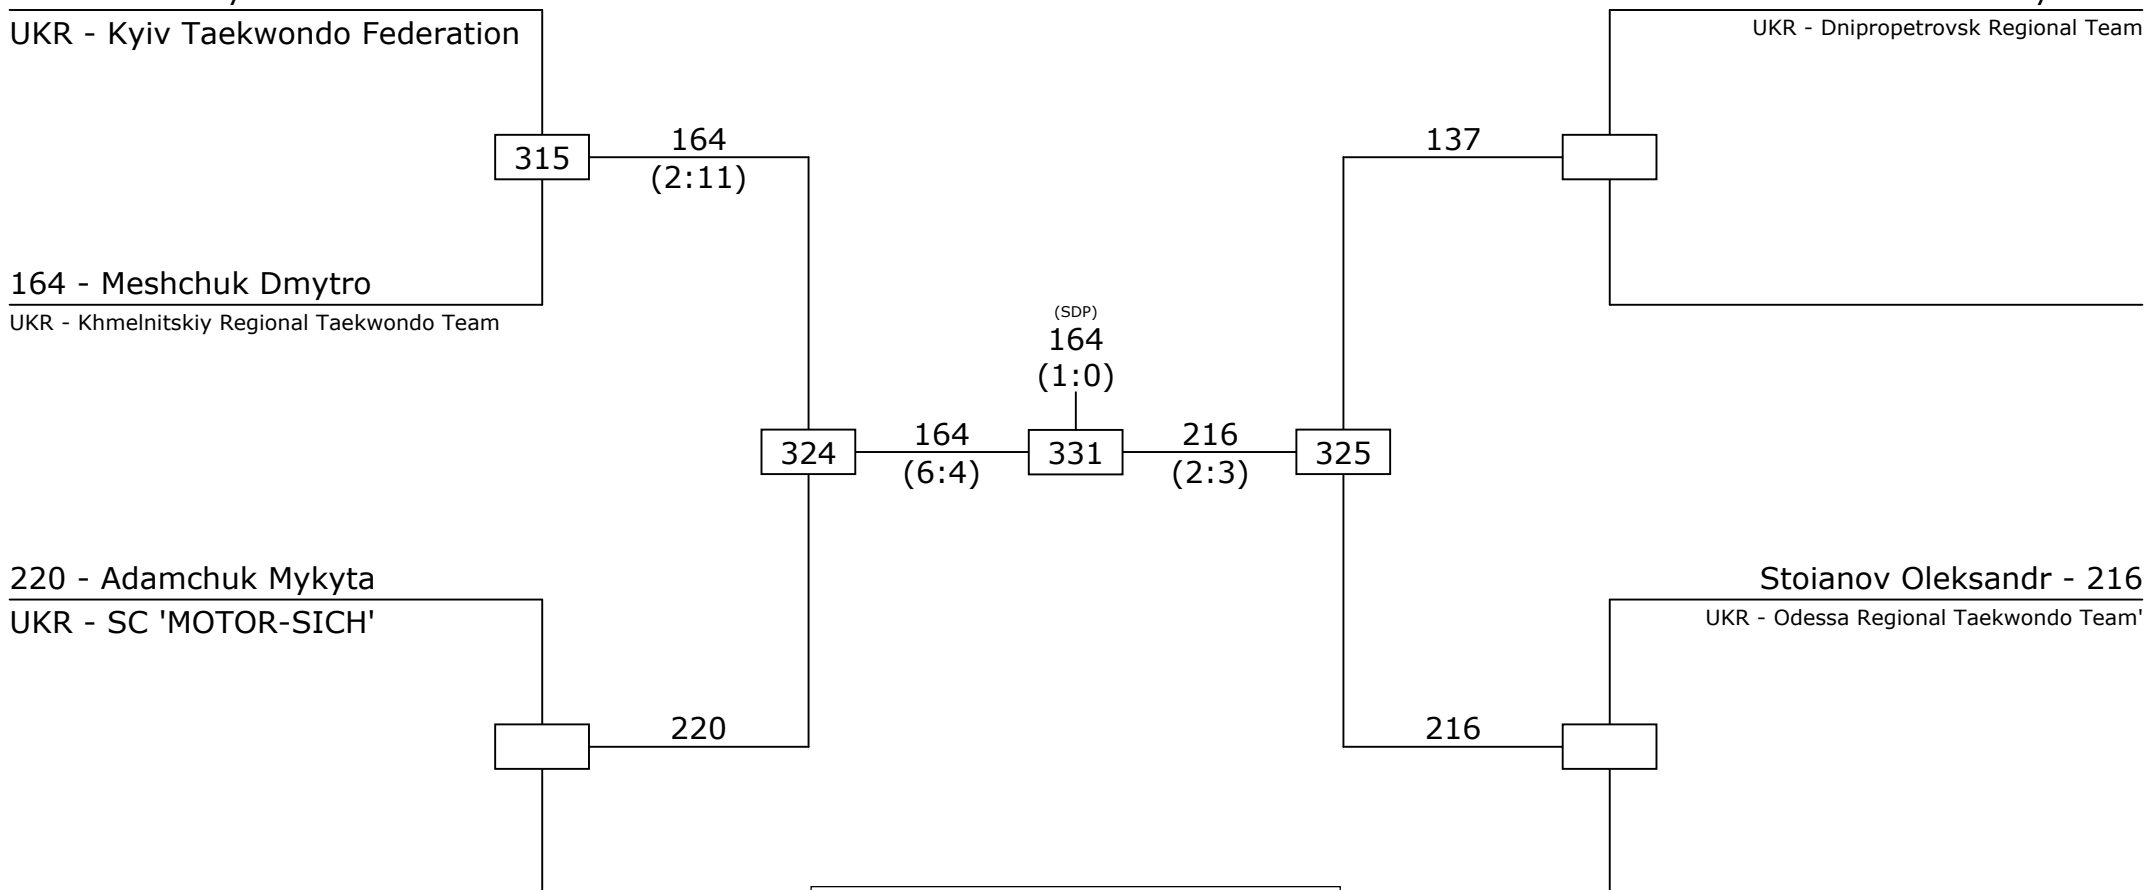 UKR - Kyiv Taekwondo Federation
UKR - Dnipropetrovsk Regional Team
315
164
(2:11)
137
164 - Meshchuk Dmytro
UKR - Khmelnitskiy Regional Taekwondo Team
(SDP)
164
(1:0)
324
164
(6:4)
331
216
(2:3)
325
220 - Adamchuk Mykyta
UKR - SC 'MOTOR-SICH'
Stoianov Oleksandr - 216
UKR - Odessa Regional Taekwondo Team'
220
216